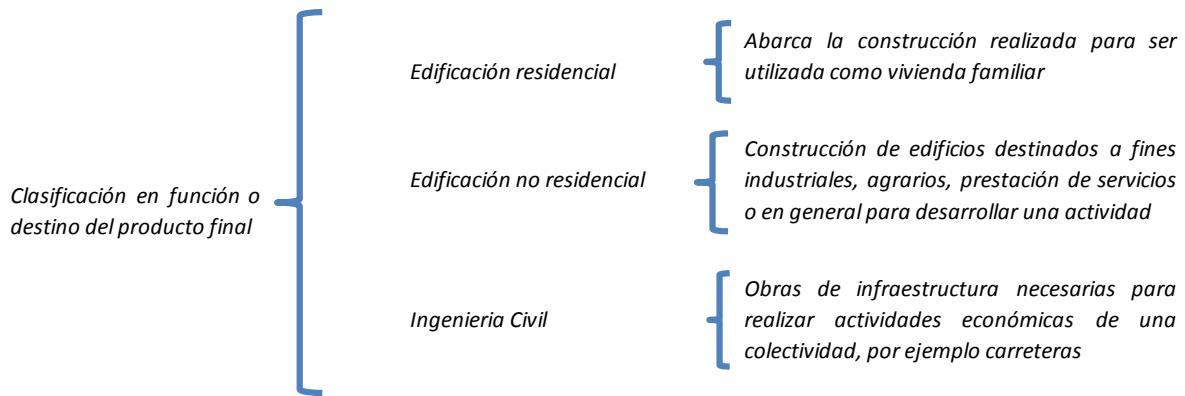 Clasificación en función o
destino del producto final
Edificación residencial
Abarca la construcción realizada para ser
utilizada como vivienda familiar
Edificación no residencial
Construcción de edificios destinados a fines
industriales, agrarios, prestación de servicios
o en general para desarrollar una actividad
Ingenieria Civil
Obras de infraestructura necesarias para
realizar actividades económicas de una
colectividad, por ejemplo carreteras